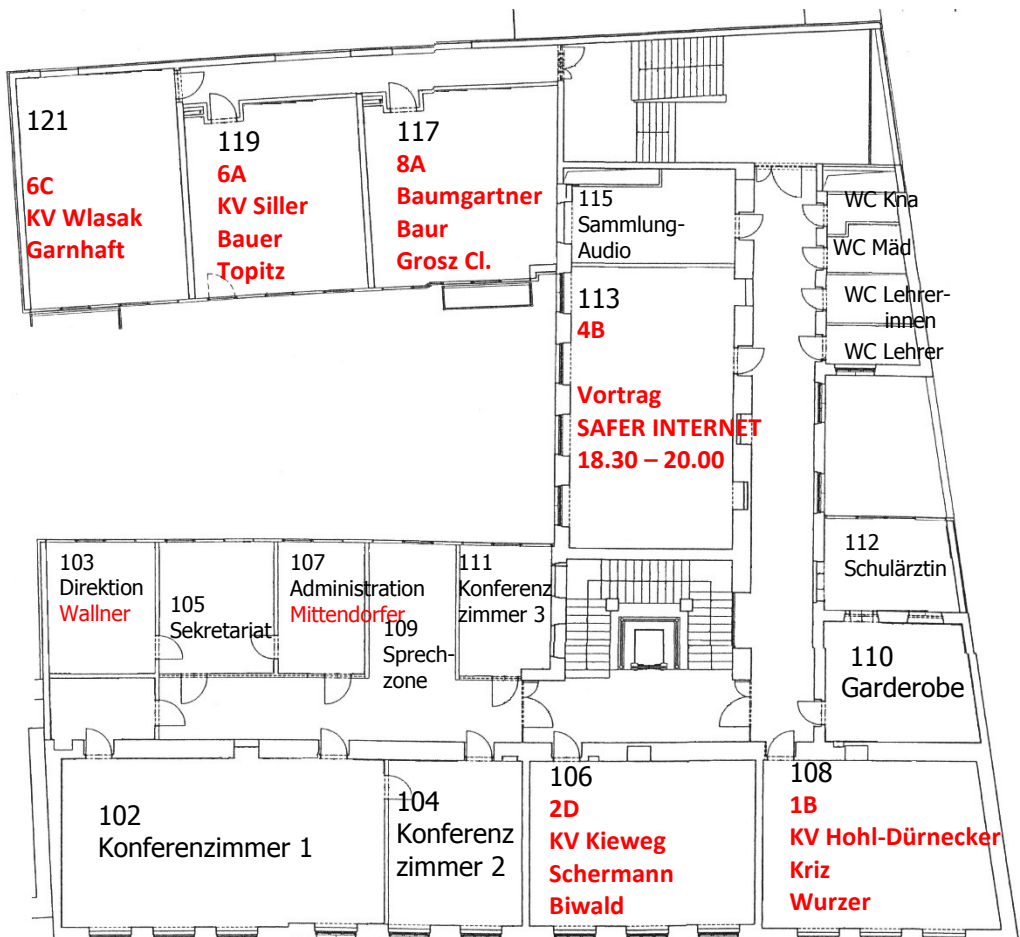 121
6C
KV Wlasak
Garnhaft
119
6A
KV Siller
Bauer
Topitz
117
8A
Baumgartner
Baur
Grosz Cl.
115
Sammlung-
Audio
WC Kna
WC Mäd
WC Lehrer-
innen
WC Lehrer
113
4B
Vortrag
SAFER INTERNET
18.30 – 20.00
103
Direktion
Wallner
105
Sekretariat
107
Administration
Mittendorfer
109
Sprech-
zone
111
Konferenz
zimmer 3
112
Schulärztin
110
Garderobe
102
Konferenzimmer 1
104
Konferenz
zimmer 2
106
2D
KV Kieweg
Schermann
Biwald
108
1B
KV Hohl-Dürnecker
Kriz
Wurzer